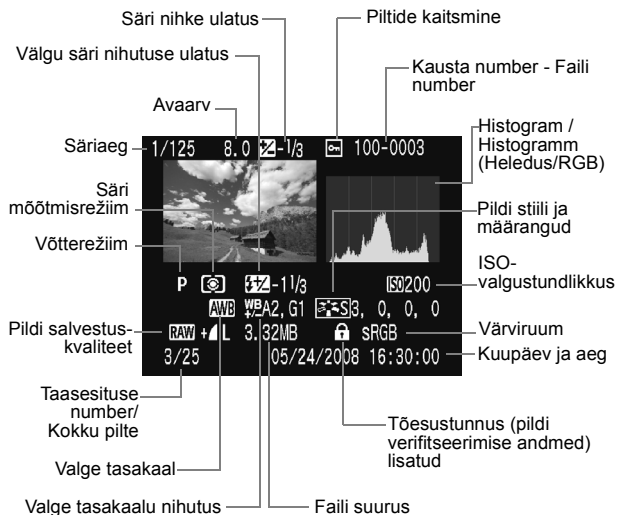 Säri nihke ulatus
Piltide kaitsmine
Välgu säri nihutuse ulatus
Kausta number - Faili
number
Avaarv
Säriaeg
1/125 8.0 -1/3 100-0003
Histogram /
Histogramm
(Heledus/RGB)
Säri
mõõtmisrežiim
Pildi stiili ja
määrangud
Võtterežiim
P -1 1/3 ISO200
ISO-
valgustundlikkus
AWB WB A2, G1 S 3, 0, 0, 0
Pildi salvestus-
kvaliteet
RAW + L 3.32MB sRGB
Värviruum
3/25 05/24/2008 16:30:00
Kuupäev ja aeg
Taasesituse
number/
Kokku pilte
Tõesustunnus (pildi
verifitseerimise andmed)
lisatud
Valge tasakaal
Valge tasakaalu nihutus
Faili suurus